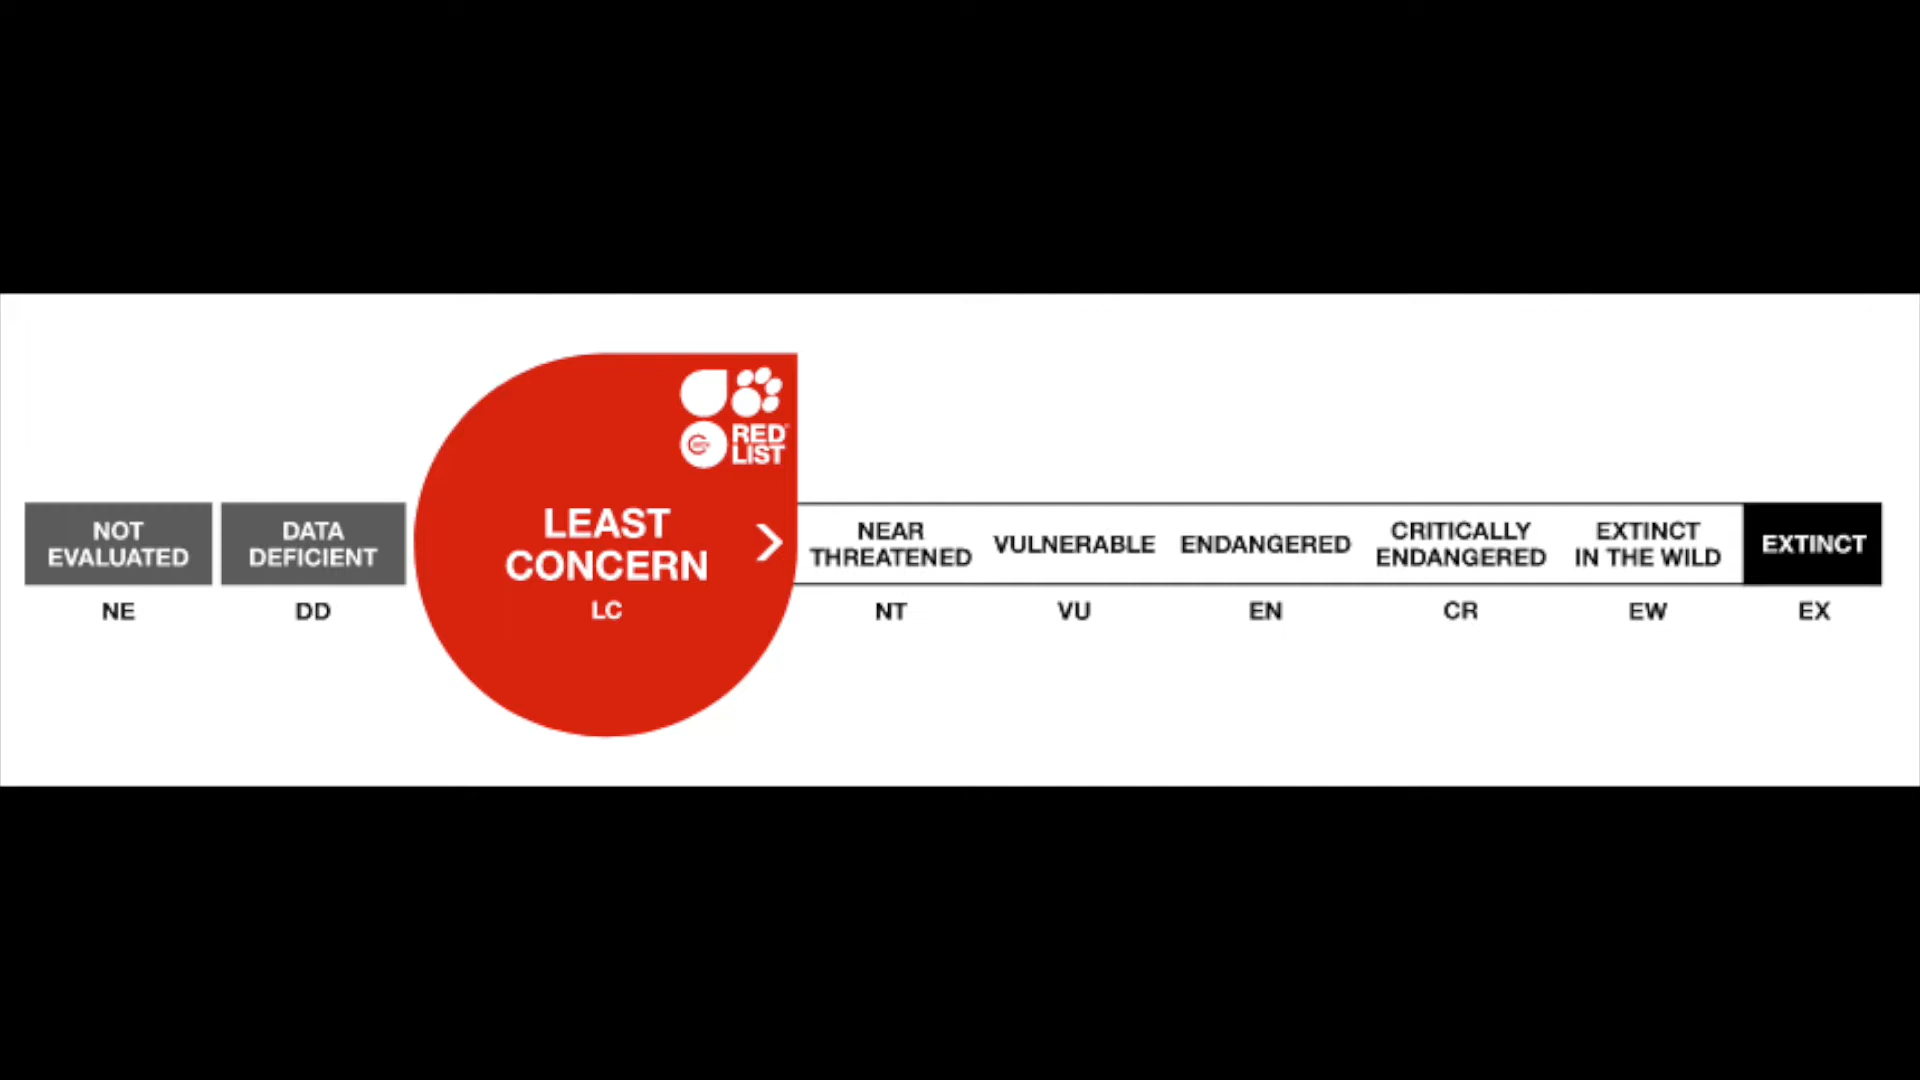 RED
LIST
NOT
EVALUATED
NE
DATA
DEFICIENT
DD
LEAST
CONCERN
LC
NEAR
THREATENED
NT
VULNERABLE
VU
ENDANGERED
EN
CRITICALLY
ENDANGERED
CR
EXTINCT
IN THE WILD
EW
EXTINCT
EX